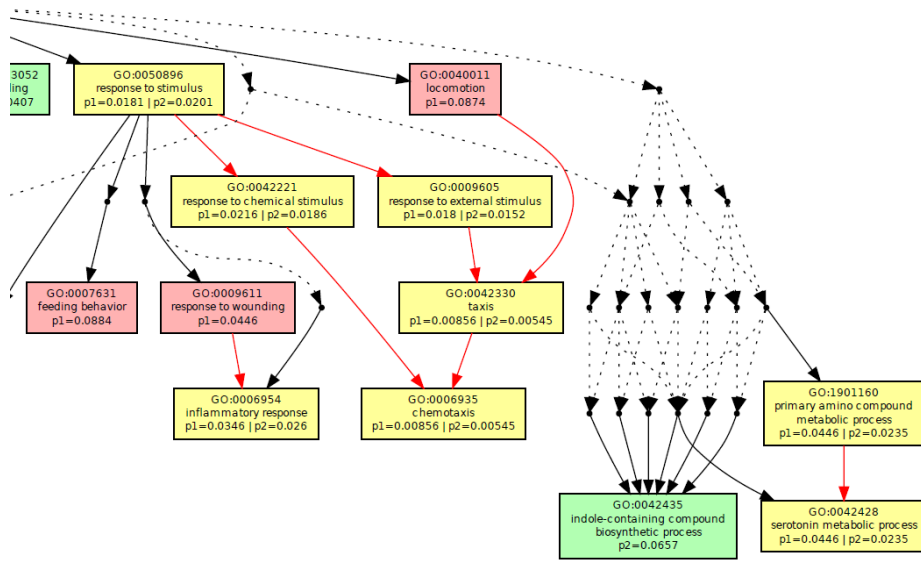 3052
GO:0050896
response to stimulus
p1=0.0181 | p2=0.0201
GO:0040011
locomotion
p1=0.0874
GO:0042221
response to chemical stimulus
p1=0.0216 | p2=0.0186
GO:0009605
response to external stimulus
p1=0.018 | p2=0.0152
GO:0007631
feeding behavior
p1=0.0884
GO:0009611
response to wounding
p1=0.0446
GO:0042330
taxis
p1=0.00856 | p2=0.00545
GO:0006954
inflammatory response
p1=0.0346 | p2=0.026
GO:0006935
chemotaxis
p1=0.00856 | p2=0.00545
GO:1901160
primary amino compound
metabolic process
p1=0.0446 | p2=0.0235
GO:0042435
indole-containing compound
biosynthetic process
p2=0.0657
GO:0042428
serotonin metabolic process
p1=0.0446 | p2=0.0235